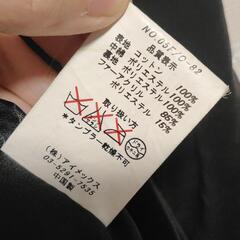 NO.05F/O-82
品質表示
表地 コットン 100%
中綿 ポリエステル 100%
裏地 ポリエステル 100%
ファーアクリル 85%
ポリエステル 15%
取り扱い方
*タンブラー乾燥不可
(株)アイメックス
03-5291-7535
中国製